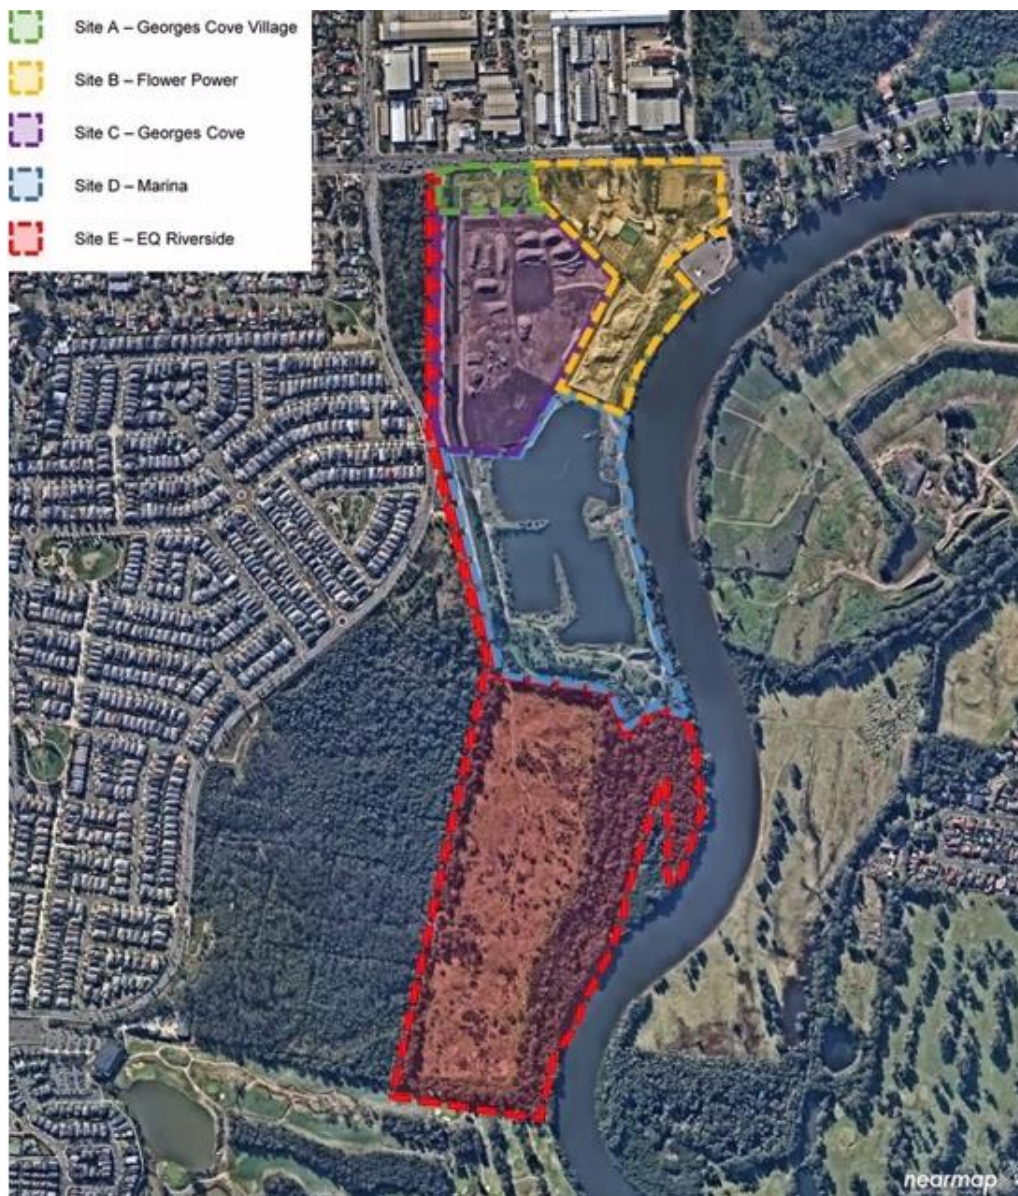 Site A – Georges Cove Village
Site B – Flower Power
Site C – Georges Cove
Site D – Marina
Site E – EQ Riverside
nearmap